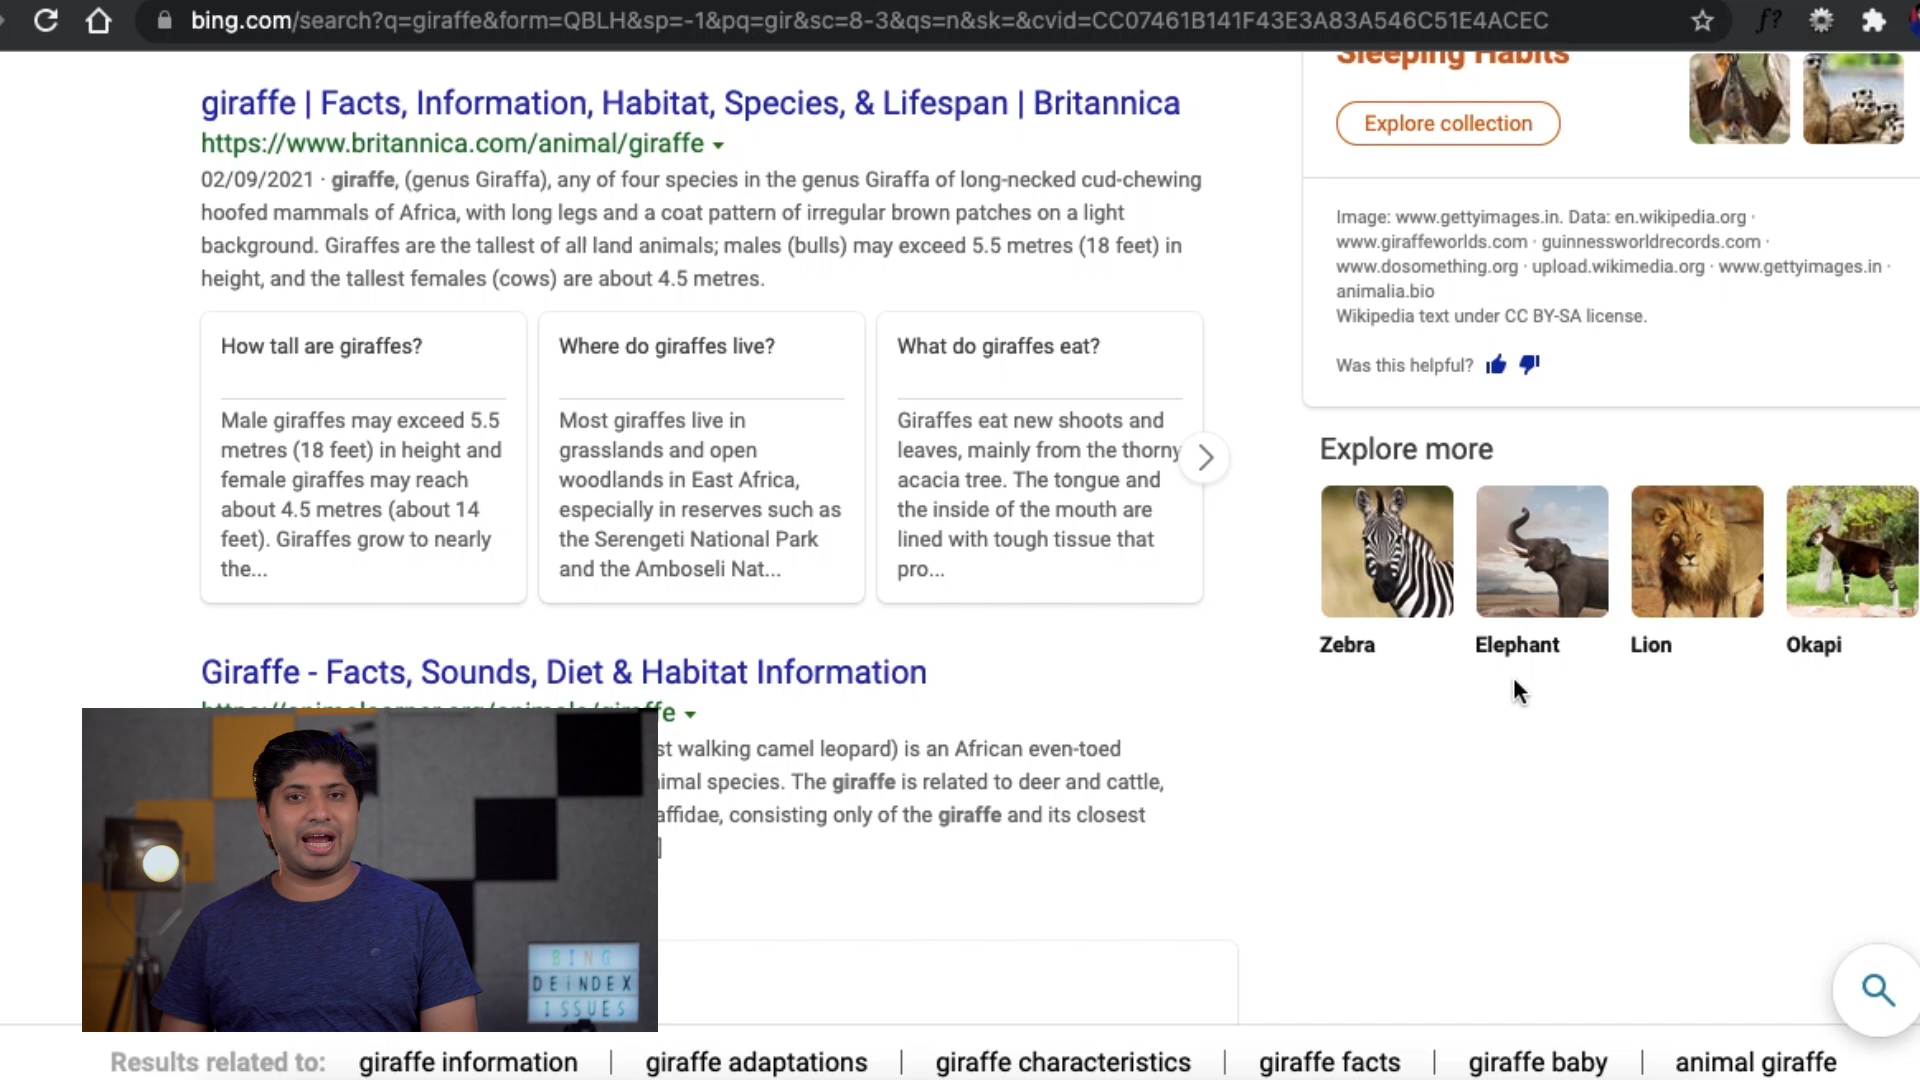 bing.com/search?q=giraffe&form=QBLH&sp=-1&pq=gir&sc=8-3&qs=n&sk=&cvid=CC07461B141F43E3A83A546C51E4ACEC
f?
giraffe | Facts, Information, Habitat, Species, & Lifespan | Britannica
https://www.britannica.com/animal/giraffe
02/09/2021 · giraffe, (genus Giraffa), any of four species in the genus Giraffa of long-necked cud-chewing
hoofed mammals of Africa, with long legs and a coat pattern of irregular brown patches on a light
background. Giraffes are the tallest of all land animals; males (bulls) may exceed 5.5 metres (18 feet) in
height, and the tallest females (cows) are about 4.5 metres.
How tall are giraffes?
Male giraffes may exceed 5.5
metres (18 feet) in height and
female giraffes may reach
about 4.5 metres (about 14
feet). Giraffes grow to nearly
the...
Where do giraffes live?
Most giraffes live in
grasslands and open
woodlands in East Africa,
especially in reserves such as
the Serengeti National Park
and the Amboseli Nat...
What do giraffes eat?
Giraffes eat new shoots and
leaves, mainly from the thorny
acacia tree. The tongue and
the inside of the mouth are
lined with tough tissue that
pro...
Giraffe - Facts, Sounds, Diet & Habitat Information
st walking camel leopard) is an African even-toed
imal species. The giraffe is related to deer and cattle,
affidae, consisting only of the giraffe and its closest
]
BING
DEINDEX
ISSUES
Sleeping Habits
Explore collection
Image: www.gettyimages.in. Data: en.wikipedia.org ·
www.giraffeworlds.com · guinnessworldrecords.com ·
www.dosomething.org · upload.wikimedia.org · www.gettyimages.in ·
animalia.bio
Wikipedia text under CC BY-SA license.
Was this helpful?
Explore more
Zebra
Elephant
Lion
Okapi
Results related to: giraffe information | giraffe adaptations | giraffe characteristics | giraffe facts | giraffe baby | animal giraffe